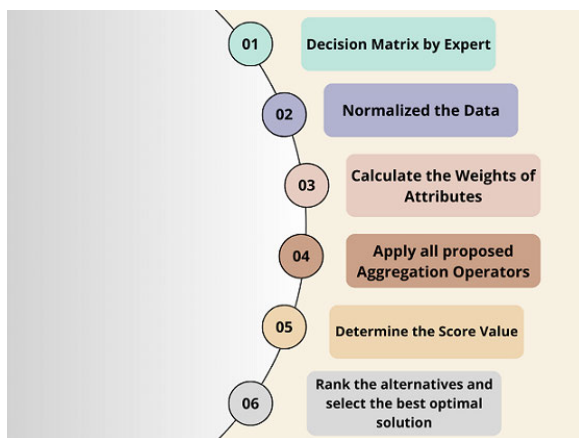 01
Decision Matrix by Expert
02
Normalized the Data
03
Calculate the Weights of
Attributes
04
Apply all proposed
Aggregation Operators
05
Determine the Score Value
06
Rank the alternatives and
select the best optimal
solution